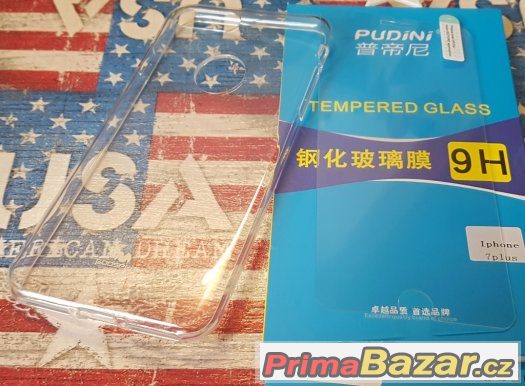 PUDiNi
普帝尼
TEMPERED GLASS
钢化玻璃膜
9H
Iphone
7plus
卓越品质 首选品牌
USA
AMERICAN DREAM
PrimaBazar.cz